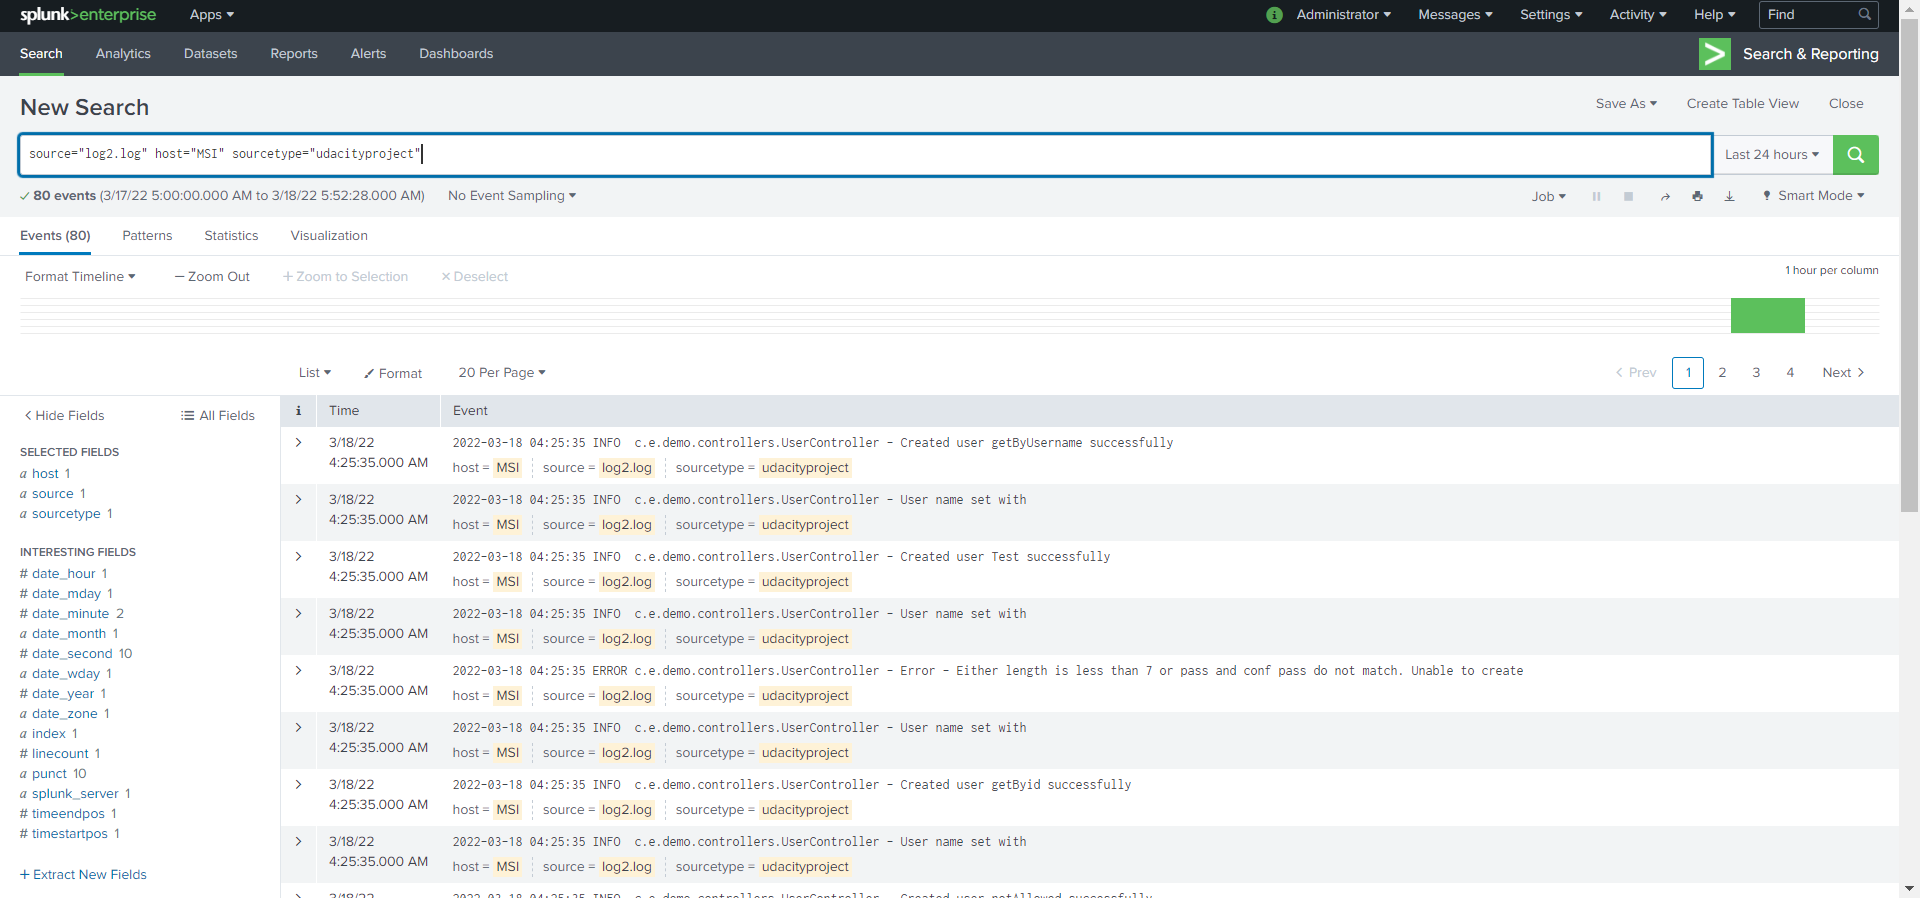 splunk>enterprise Apps Administrator Messages Settings Activity Help Find
Search Analytics Datasets Reports Alerts Dashboards Search & Reporting
New Search Save As Create Table View Close
source="log2.log" host="MSI" sourcetype="udacityproject" Last 24 hours
80 events (3/17/22 5:00:00.000 AM to 3/18/22 5:52:28.000 AM) No Event Sampling Job Smart Mode
Events (80) Patterns Statistics Visualization
Format Timeline — Zoom Out + Zoom to Selection × Deselect 1 hour per column
List Format 20 Per Page < Prev 1 2 3 4 Next >
< Hide Fields All Fields
SELECTED FIELDS
a host 1
a source 1
a sourcetype 1
INTERESTING FIELDS
# date_hour 1
# date_mday 1
# date_minute 2
a date_month 1
# date_second 10
a date_wday 1
# date_year 1
a date_zone 1
a index 1
# linecount 1
a punct 10
a splunk_server 1
# timeendpos 1
# timestartpos 1
+ Extract New Fields
i Time Event
> 3/18/22 2022-03-18 04:25:35 INFO c.e.demo.controllers.UserController - Created user getByUsername successfully
4:25:35.000 AM host = MSI source = log2.log sourcetype = udacityproject
> 3/18/22 2022-03-18 04:25:35 INFO c.e.demo.controllers.UserController - User name set with
4:25:35.000 AM host = MSI source = log2.log sourcetype = udacityproject
> 3/18/22 2022-03-18 04:25:35 INFO c.e.demo.controllers.UserController - Created user Test successfully
4:25:35.000 AM host = MSI source = log2.log sourcetype = udacityproject
> 3/18/22 2022-03-18 04:25:35 INFO c.e.demo.controllers.UserController - User name set with
4:25:35.000 AM host = MSI source = log2.log sourcetype = udacityproject
> 3/18/22 2022-03-18 04:25:35 ERROR c.e.demo.controllers.UserController - Error - Either length is less than 7 or pass and conf pass do not match. Unable to create
4:25:35.000 AM host = MSI source = log2.log sourcetype = udacityproject
> 3/18/22 2022-03-18 04:25:35 INFO c.e.demo.controllers.UserController - User name set with
4:25:35.000 AM host = MSI source = log2.log sourcetype = udacityproject
> 3/18/22 2022-03-18 04:25:35 INFO c.e.demo.controllers.UserController - Created user getByid successfully
4:25:35.000 AM host = MSI source = log2.log sourcetype = udacityproject
> 3/18/22 2022-03-18 04:25:35 INFO c.e.demo.controllers.UserController - User name set with
4:25:35.000 AM host = MSI source = log2.log sourcetype = udacityproject
> 3/18/22 2022-03-18 04:25:35 INFO c.e.demo.controllers.UserController - Created user notAllowed successfully